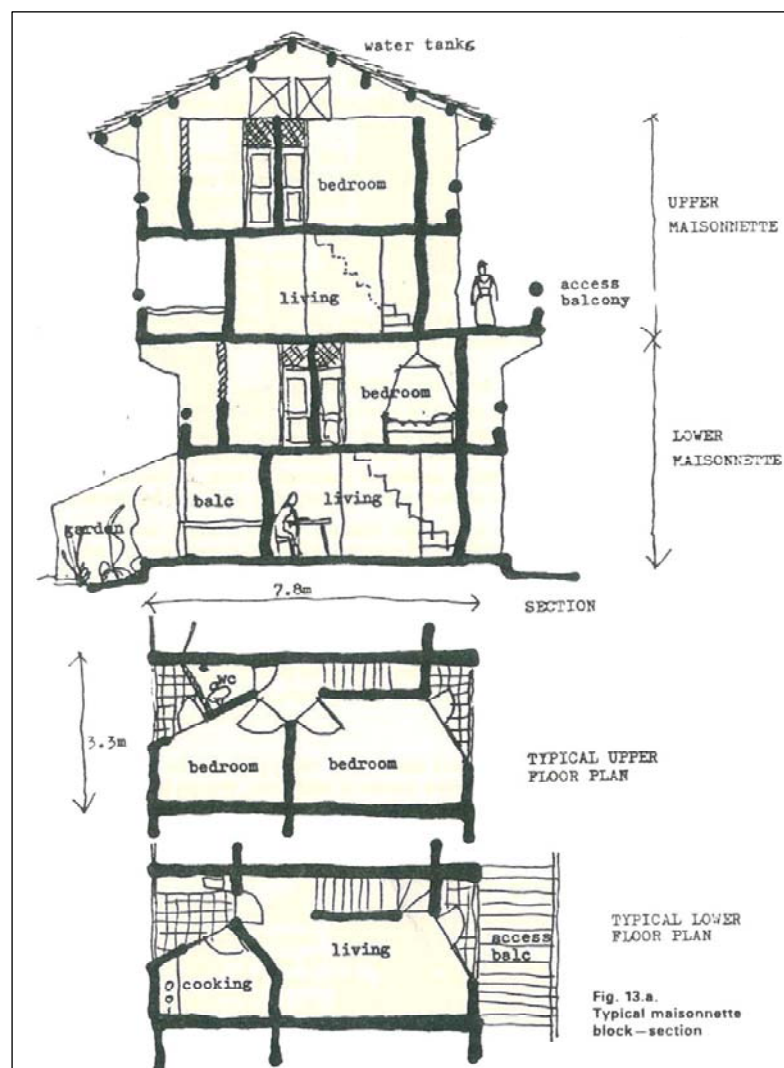 water tanks
bedroom
UPPER
MAISONNETTE
living
access
balcony
bedroom
LOWER
MAISONNETTE
balc
living
garden
7.8m
SECTION
wc
3.3m
bedroom
bedroom
TYPICAL UPPER
FLOOR PLAN
living
access
balc
TYPICAL LOWER
FLOOR PLAN
cooking
Fig. 13.a.
Typical maisonnette
block—section